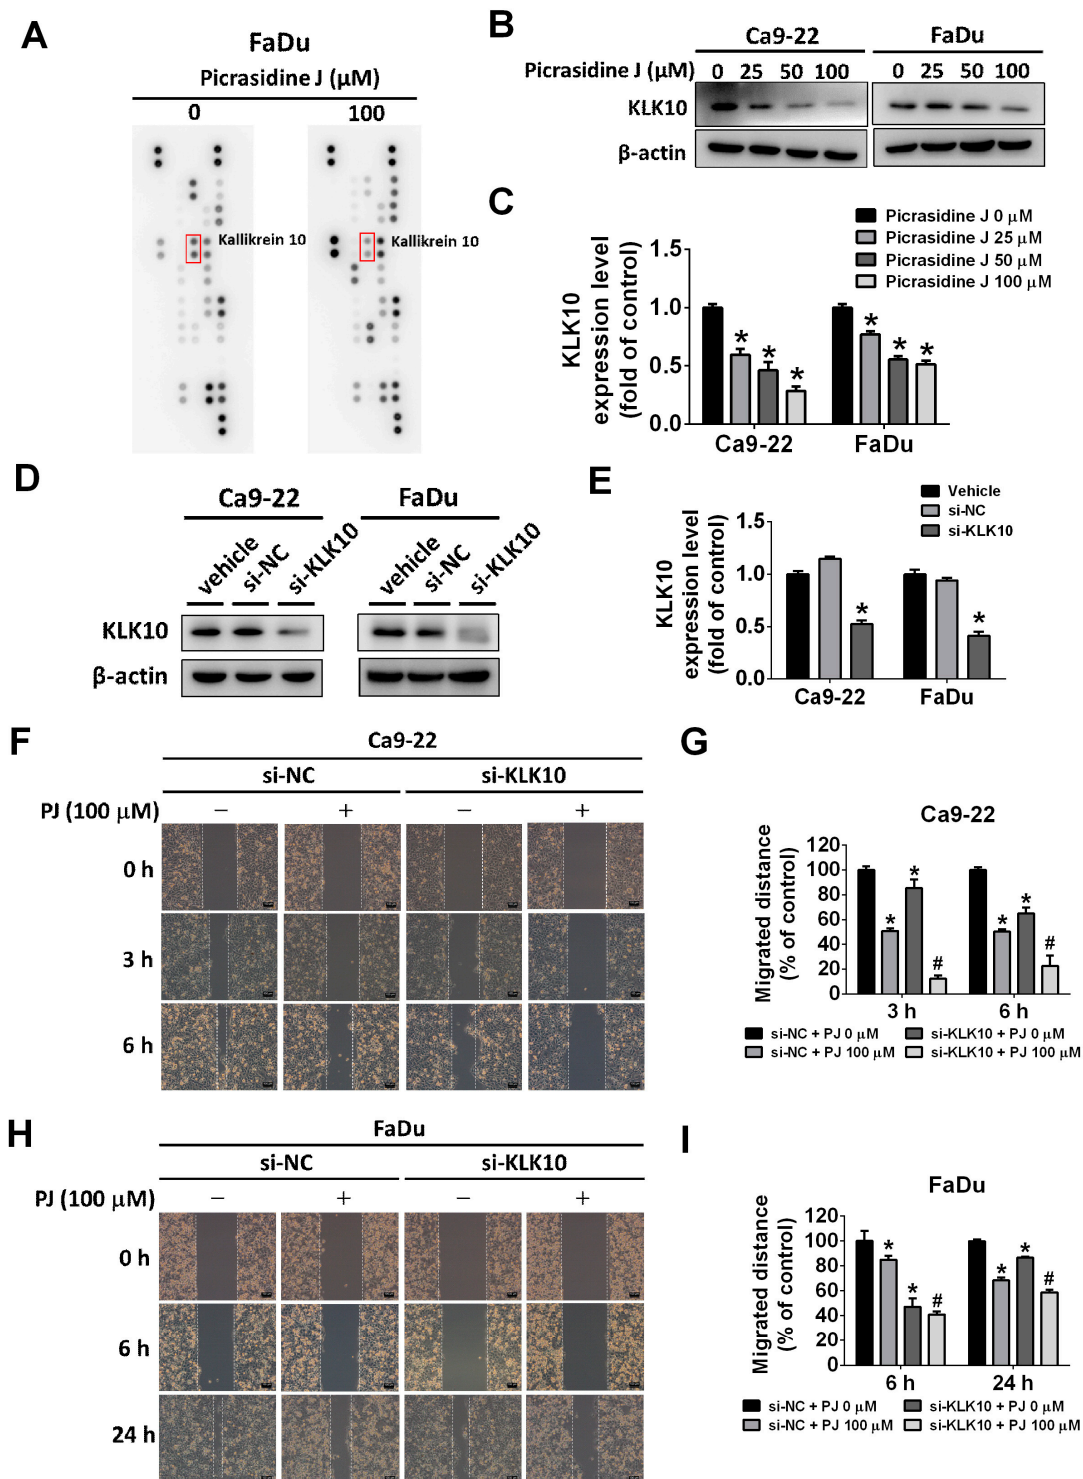 A
FaDu
Picrasidine J (μM)
0 100
Kallikrein 10
Kallikrein 10
B
Ca9-22 FaDu
Picrasidine J (μM) 0 25 50 100 0 25 50 100
KLK10
β-actin
C
Picrasidine J 0 μM
Picrasidine J 25 μM
Picrasidine J 50 μM
Picrasidine J 100 μM
KLK10
expression level
(fold of control)
1.5
1.0
0.5
0.0
* * * * * *
Ca9-22 FaDu
D
Ca9-22 FaDu
vehicle si-NC si-KLK10 vehicle si-NC si-KLK10
KLK10
β-actin
E
Vehicle
si-NC
si-KLK10
KLK10
expression level
(fold of control)
1.5
1.0
0.5
0.0
* *
Ca9-22 FaDu
F
Ca9-22
si-NC si-KLK10
PJ (100 μM) − + − +
0 h
3 h
6 h
G
Ca9-22
Migrated distance
(% of control)
120
100
80
60
40
20
0
* * # * * #
3 h 6 h
si-NC + PJ 0 μM si-KLK10 + PJ 0 μM
si-NC + PJ 100 μM si-KLK10 + PJ 100 μM
H
FaDu
si-NC si-KLK10
PJ (100 μM) − + − +
0 h
6 h
24 h
I
FaDu
Migrated distance
(% of control)
120
100
80
60
40
20
0
* * # * * #
6 h 24 h
si-NC + PJ 0 μM si-KLK10 + PJ 0 μM
si-NC + PJ 100 μM si-KLK10 + PJ 100 μM